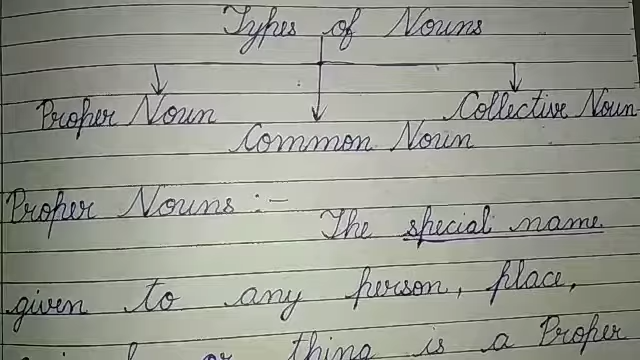 Types of Nouns
Proper Noun
Common Noun
Collective Noun
Proper Nouns :-
The special name
given to any person, place,
or thing is a Proper